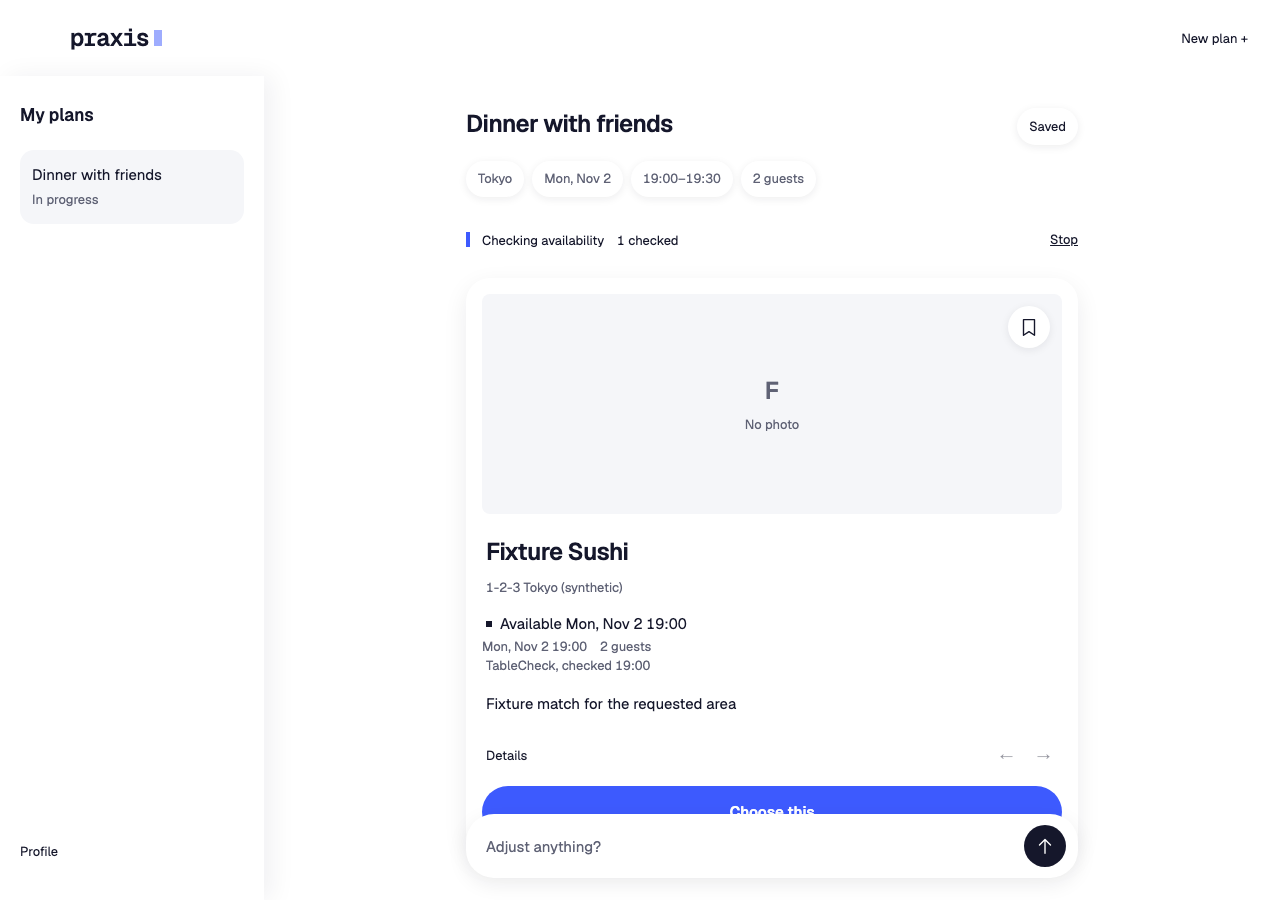 praxis
New plan +
My plans
Dinner with friends
In progress
Profile
Dinner with friends
Saved
Tokyo
Mon, Nov 2
19:00–19:30
2 guests
Checking availability 1 checked
Stop
F
No photo
Fixture Sushi
1-2-3 Tokyo (synthetic)
Available Mon, Nov 2 19:00
Mon, Nov 2 19:00 2 guests
TableCheck, checked 19:00
Fixture match for the requested area
Details
← →
Choose this
Adjust anything?